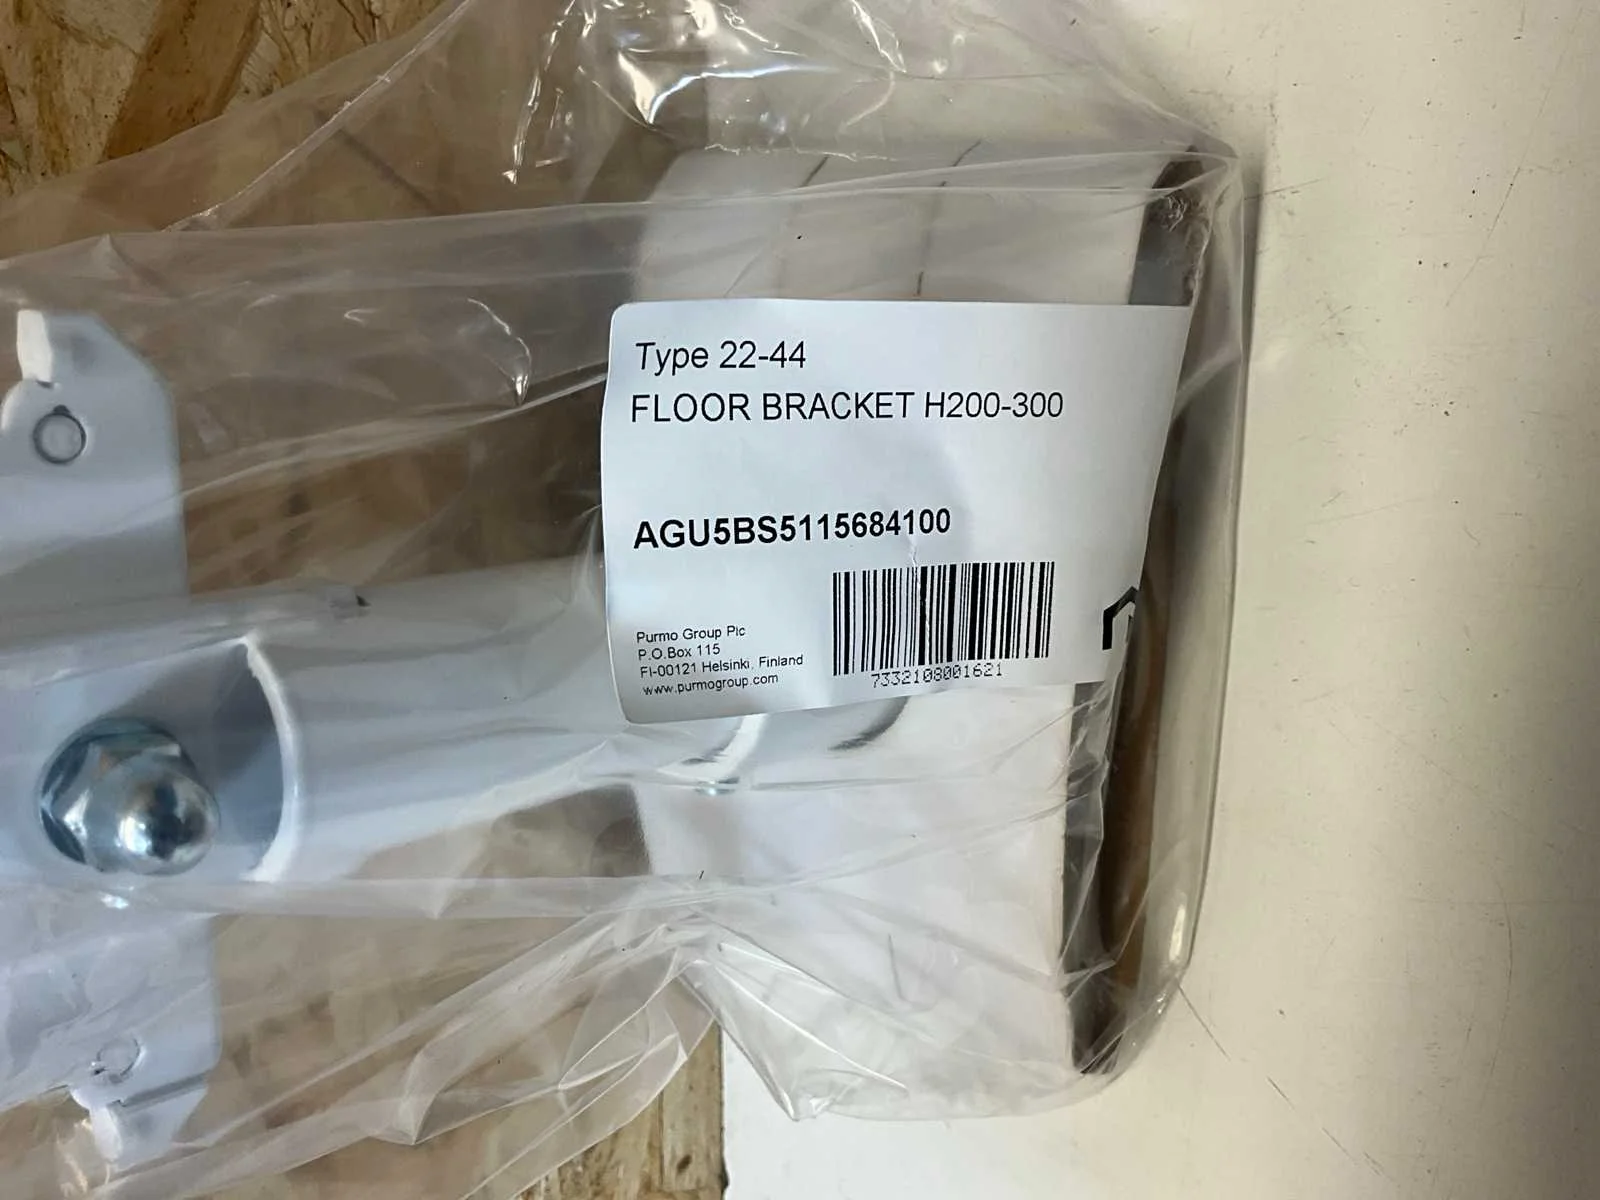 Type 22-44
FLOOR BRACKET H200-300
AGU5BS5115684100
Purmo Group Plc
P.O.Box 115
FI-00121 Helsinki, Finland
www.purmogroup.com
7332108001621